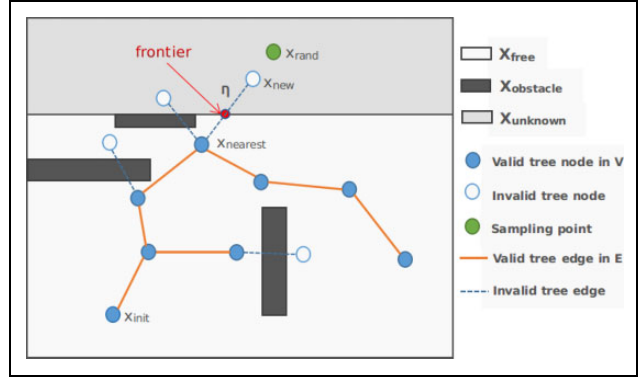 frontier
Xrand
η
Xnew
Xnearest
Xinit
Xfree
Xobstacle
Xunknown
Valid tree node in V
Invalid tree node
Sampling point
Valid tree edge in E
Invalid tree edge